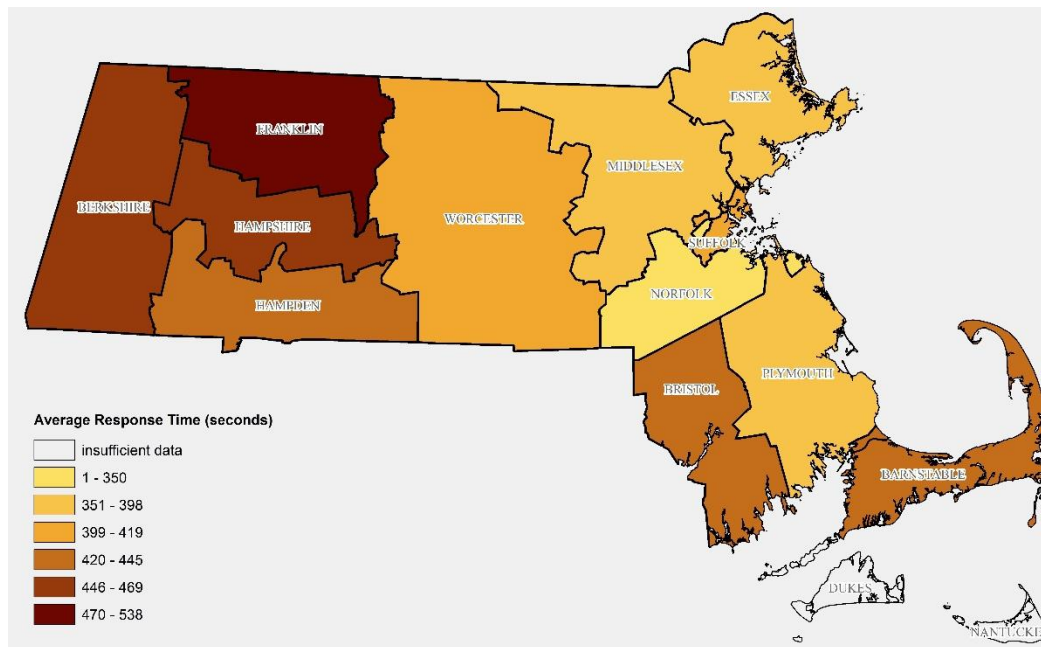 ESSEX
FRANKLIN
MIDDLESEX
BERKSHIRE
WORCESTER
HAMPSHIRE
SUFFOLK
NORFOLK
HAMPDEN
PLYMOUTH
BRISTOL
BARNSTABLE
DUKES
NANTUCKE
Average Response Time (seconds)
insufficient data
1 - 350
351 - 398
399 - 419
420 - 445
446 - 469
470 - 538